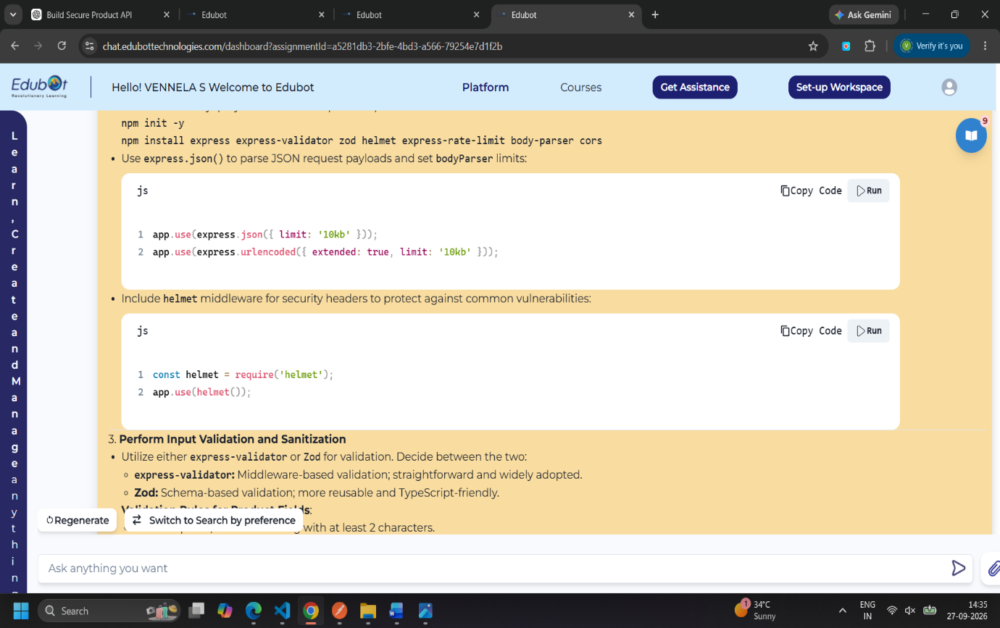 Build Secure Product API
Edubot
Edubot
Edubot
Ask Gemini
chat.edubottechnologies.com/dashboard?assignmentId=a5281db3-2bfe-4bd3-a566-79254e7d1f2b
V
Verify it's you
Edubot
Revolutionary Learning
Hello! VENNELA S Welcome to Edubot
Platform
Courses
Get Assistance
Set-up Workspace
Learn, Create and Manage anything
9
npm init -y
npm install express express-validator zod helmet express-rate-limit body-parser cors
• Use express.json() to parse JSON request payloads and set bodyParser limits:
js
Copy Code
Run
1 app.use(express.json({ limit: '10kb' }));
2 app.use(express.urlencoded({ extended: true, limit: '10kb' }));
• Include helmet middleware for security headers to protect against common vulnerabilities:
js
Copy Code
Run
1 const helmet = require('helmet');
2 app.use(helmet());
3. Perform Input Validation and Sanitization
• Utilize either express-validator or Zod for validation. Decide between the two:
◦ express-validator: Middleware-based validation; straightforward and widely adopted.
◦ Zod: Schema-based validation; more reusable and TypeScript-friendly.
Validation Rules for Product Fields:
with at least 2 characters.
Regenerate
Switch to Search by preference
Ask anything you want
Search
1
34°C
Sunny
ENG
IN
14:35
27-09-2026